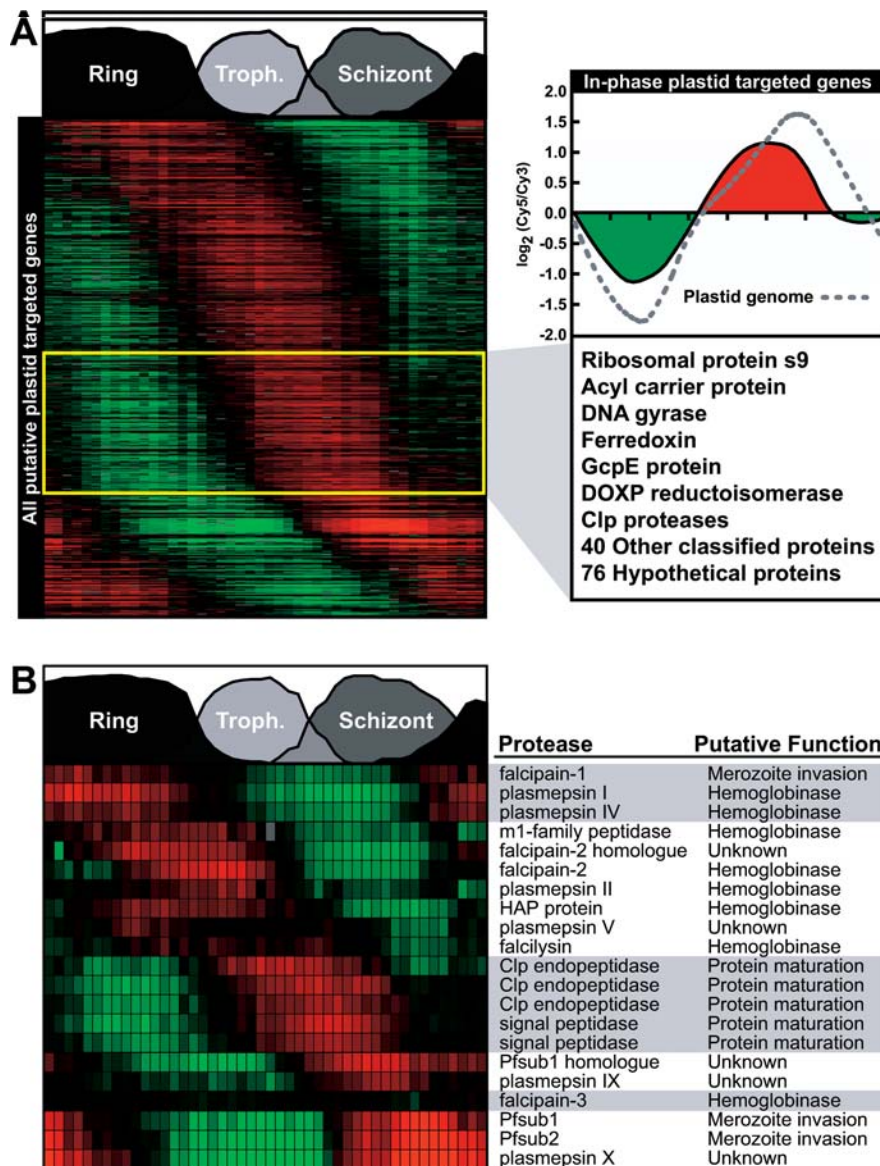 A
Ring
Troph.
Schizont
All putative plastid targeted genes
In-phase plastid targeted genes
2.0
1.5
1.0
0.5
0.0
-0.5
-1.0
-1.5
-2.0
log2 (Cy5/Cy3)
Plastid genome
Ribosomal protein s9
Acyl carrier protein
DNA gyrase
Ferredoxin
GcpE protein
DOXP reductoisomerase
Clp proteases
40 Other classified proteins
76 Hypothetical proteins
B
Ring
Troph.
Schizont
Protease Putative Function
falcipain-1 Merozoite invasion
plasmepsin I Hemoglobinase
plasmepsin IV Hemoglobinase
m1-family peptidase Hemoglobinase
falcipain-2 homologue Unknown
falcipain-2 Hemoglobinase
plasmepsin II Hemoglobinase
HAP protein Hemoglobinase
plasmepsin V Unknown
falcilysin Hemoglobinase
Clp endopeptidase Protein maturation
Clp endopeptidase Protein maturation
Clp endopeptidase Protein maturation
signal peptidase Protein maturation
signal peptidase Protein maturation
Pfsub1 homologue Unknown
plasmepsin IX Unknown
falcipain-3 Hemoglobinase
Pfsub1 Merozoite invasion
Pfsub2 Merozoite invasion
plasmepsin X Unknown